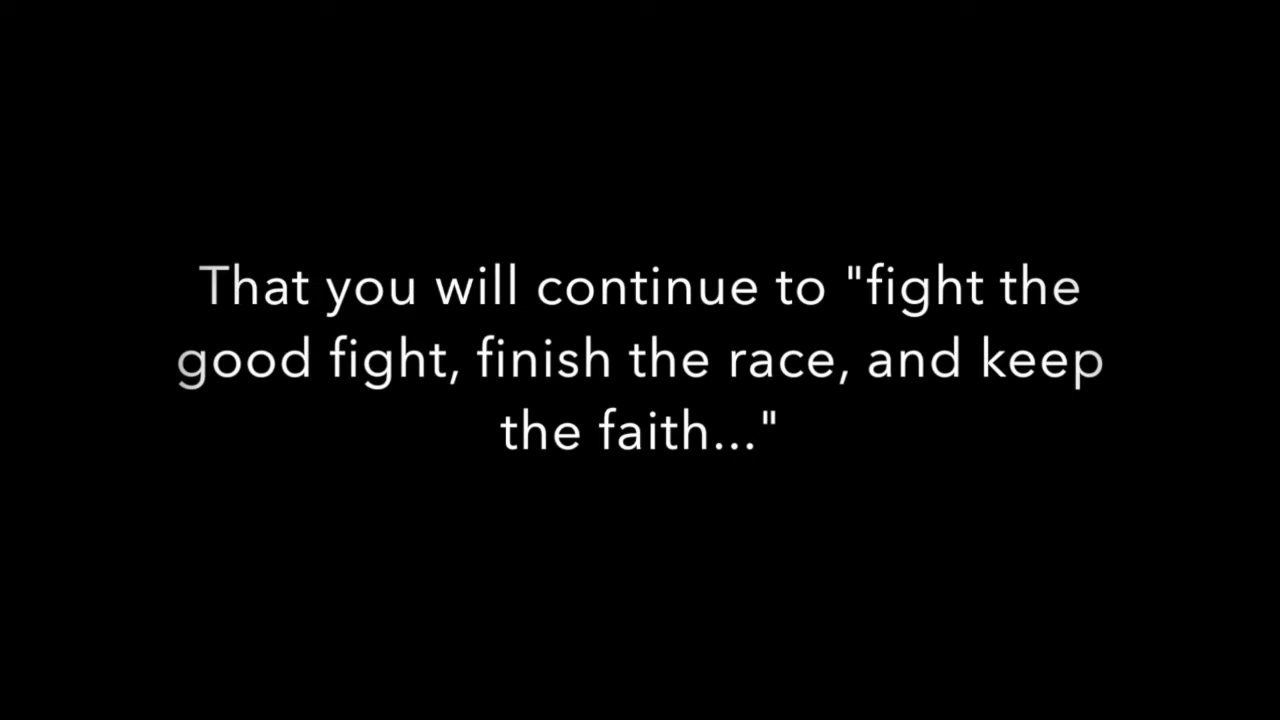 That you will continue to "fight the
good fight, finish the race, and keep
the faith..."